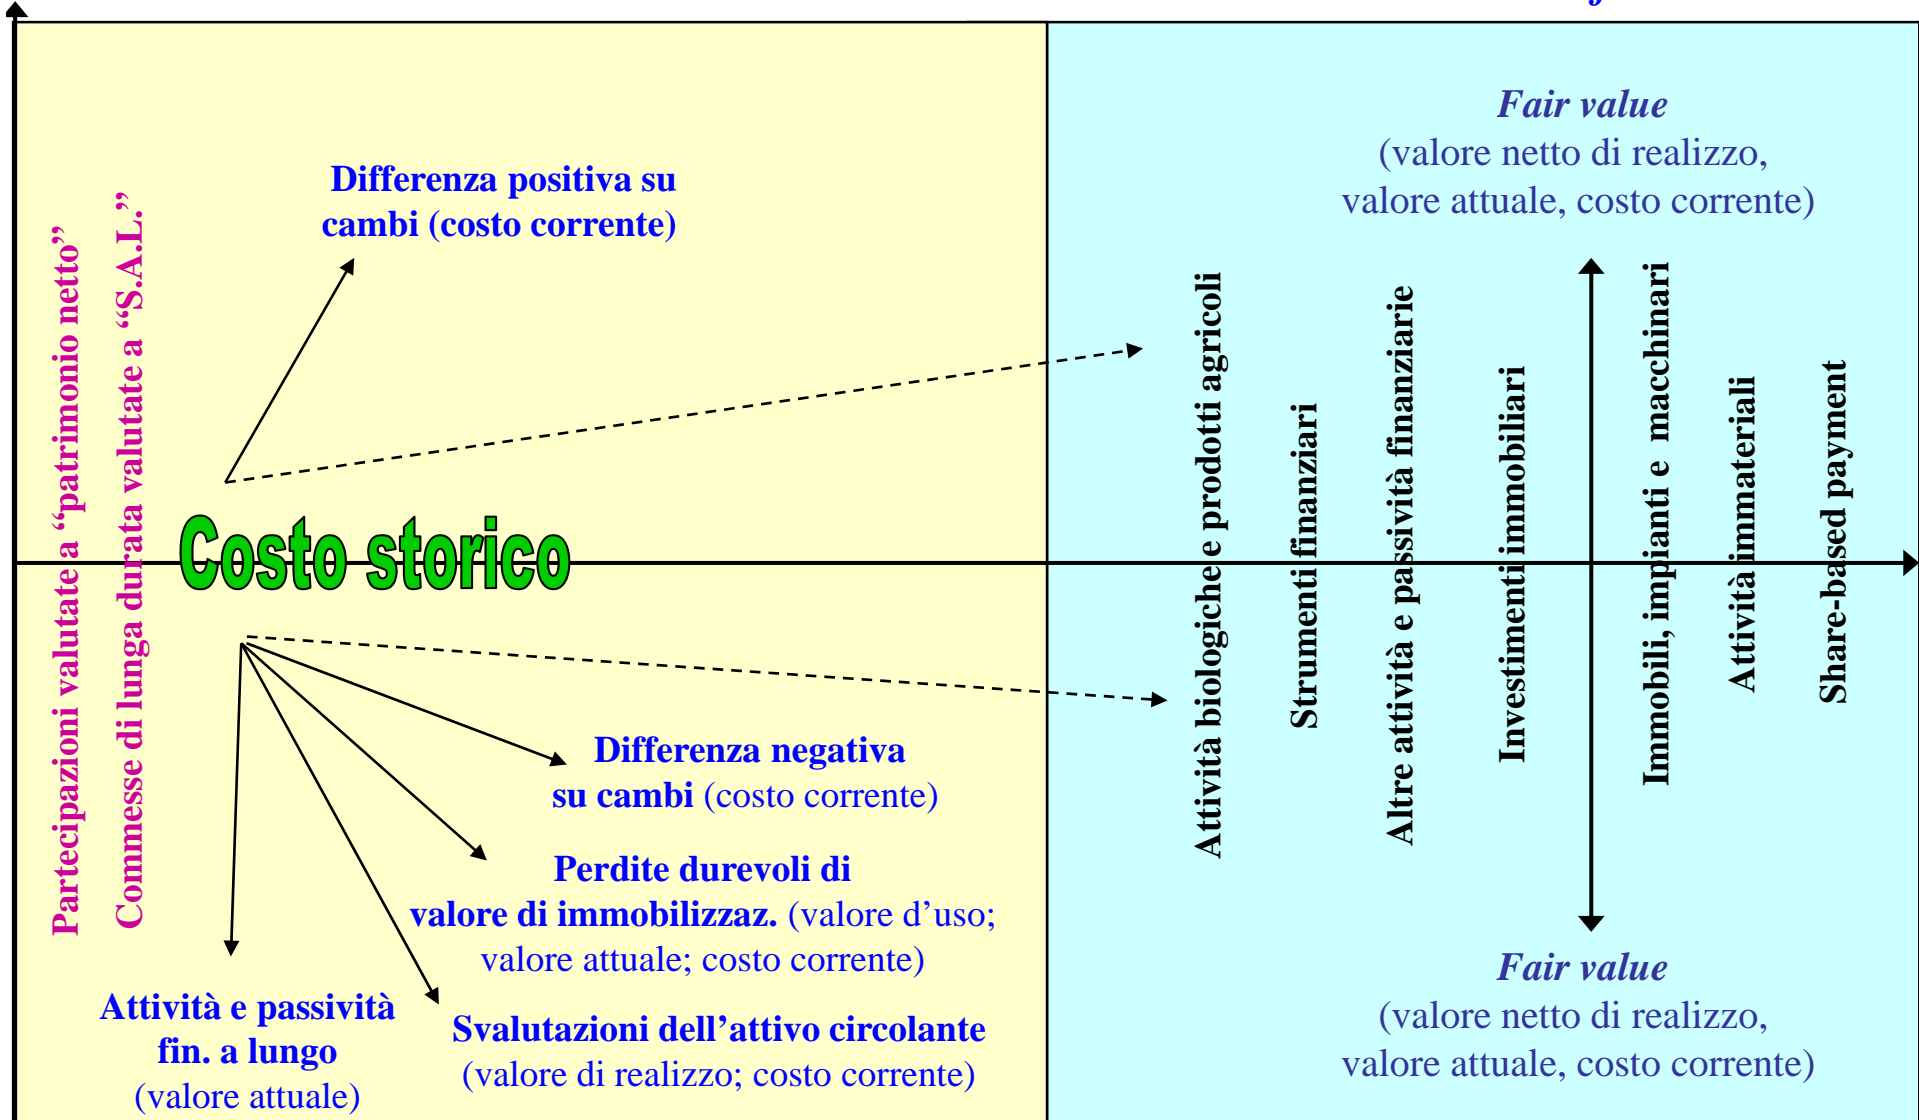 Differenza positiva su
cambi (costo corrente)
Partecipazioni valutate a “patrimonio netto”
Commesse di lunga durata valutate a “S.A.L.”
Costo storico
Differenza negativa
su cambi (costo corrente)
Perdite durevoli di
valore di immobilizzaz. (valore d’uso;
valore attuale; costo corrente)
Attività e passività
fin. a lungo
(valore attuale)
Svalutazioni dell’attivo circolante
(valore di realizzo; costo corrente)
Fair value
(valore netto di realizzo,
valore attuale, costo corrente)
Attività biologiche e prodotti agricoli
Strumenti finanziari
Altre attività e passività finanziarie
Investimenti immobiliari
Immobili, impianti e macchinari
Attività immateriali
Share-based payment
Fair value
(valore netto di realizzo,
valore attuale, costo corrente)